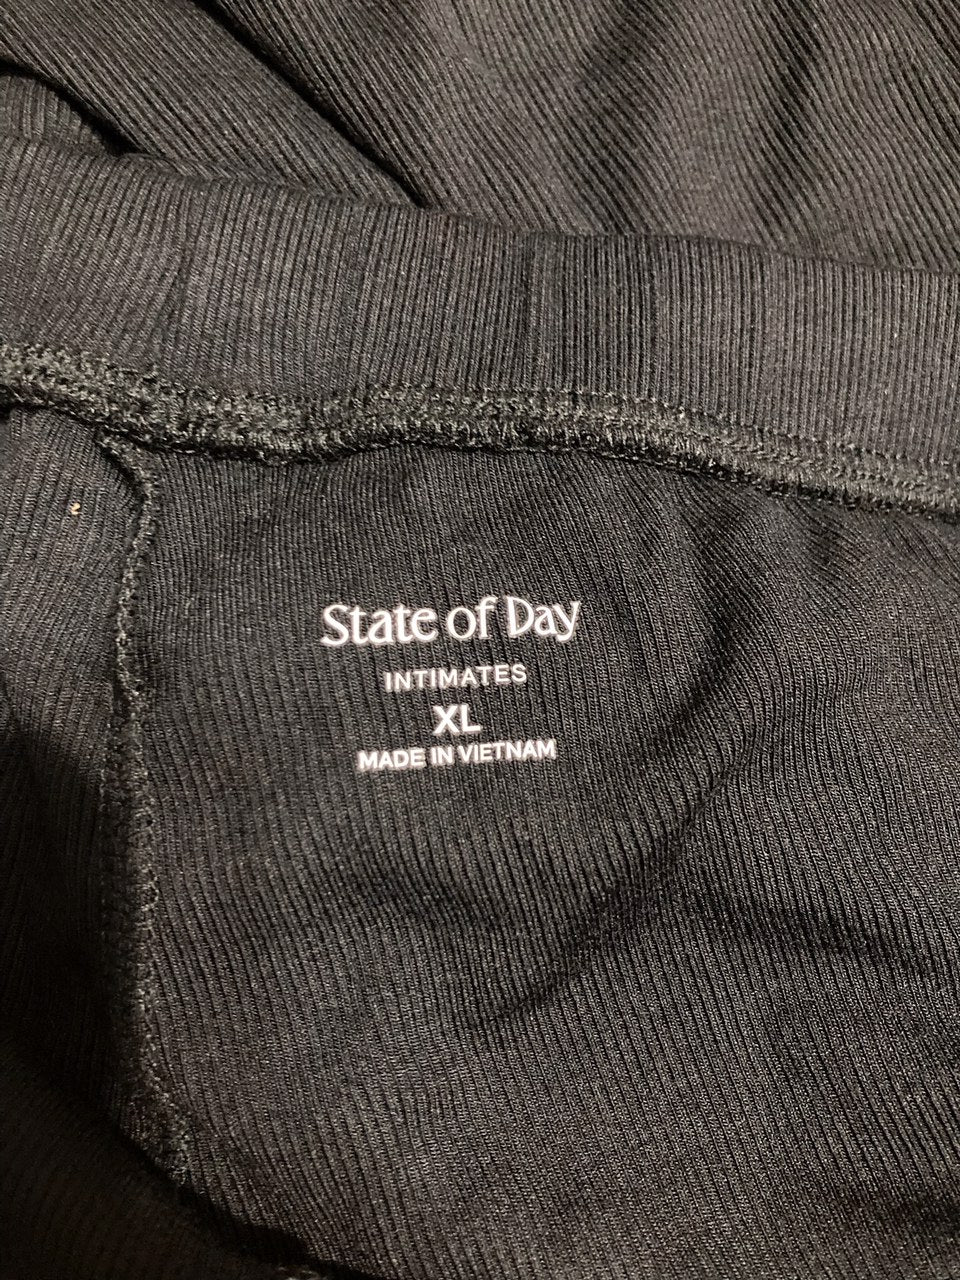 State of Day
INTIMATES
XL
MADE IN VIETNAM